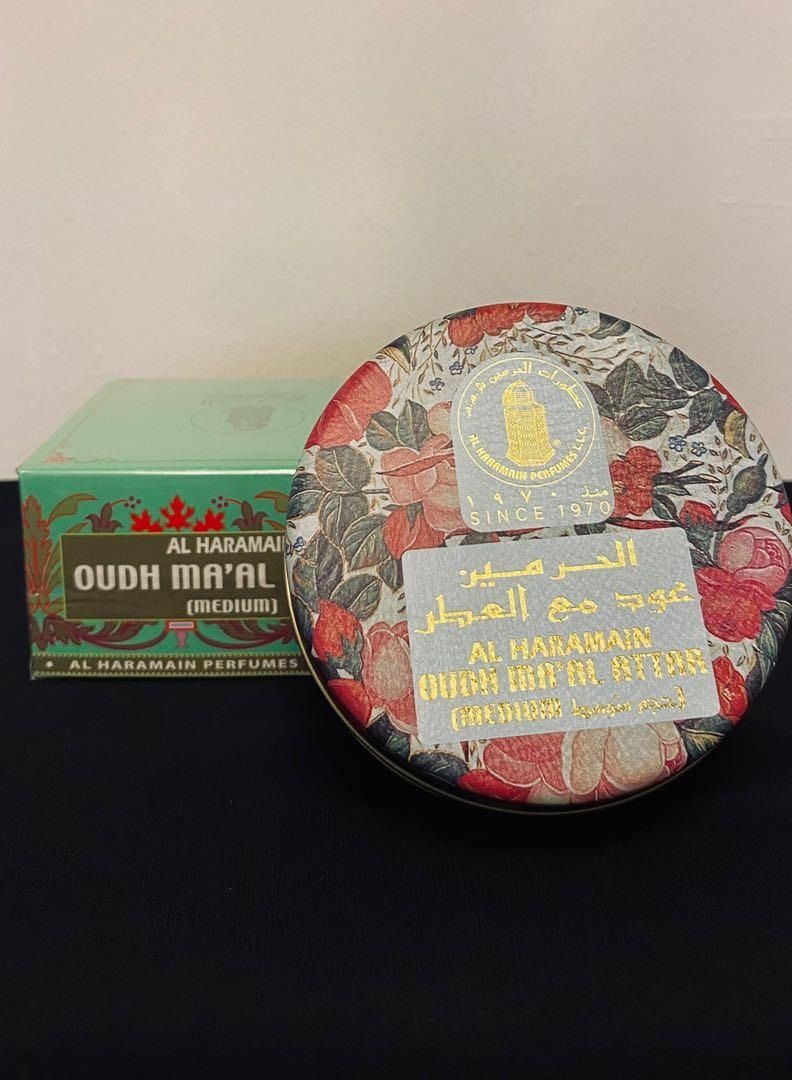 AL HARAMAIN
OUDH MA'AL
(MEDIUM)
• AL HARAMAIN PERFUMES
عطورات الحرمين ش.م.م
AL HARAMAIN PERFUMES L.L.C.
®
منذ ١٩٧٠
SINCE 1970
الحرمين
عود مع العطر
AL HARAMAIN
OUDH MA'AL ATTAR
(MEDIUM حجم متوسط)